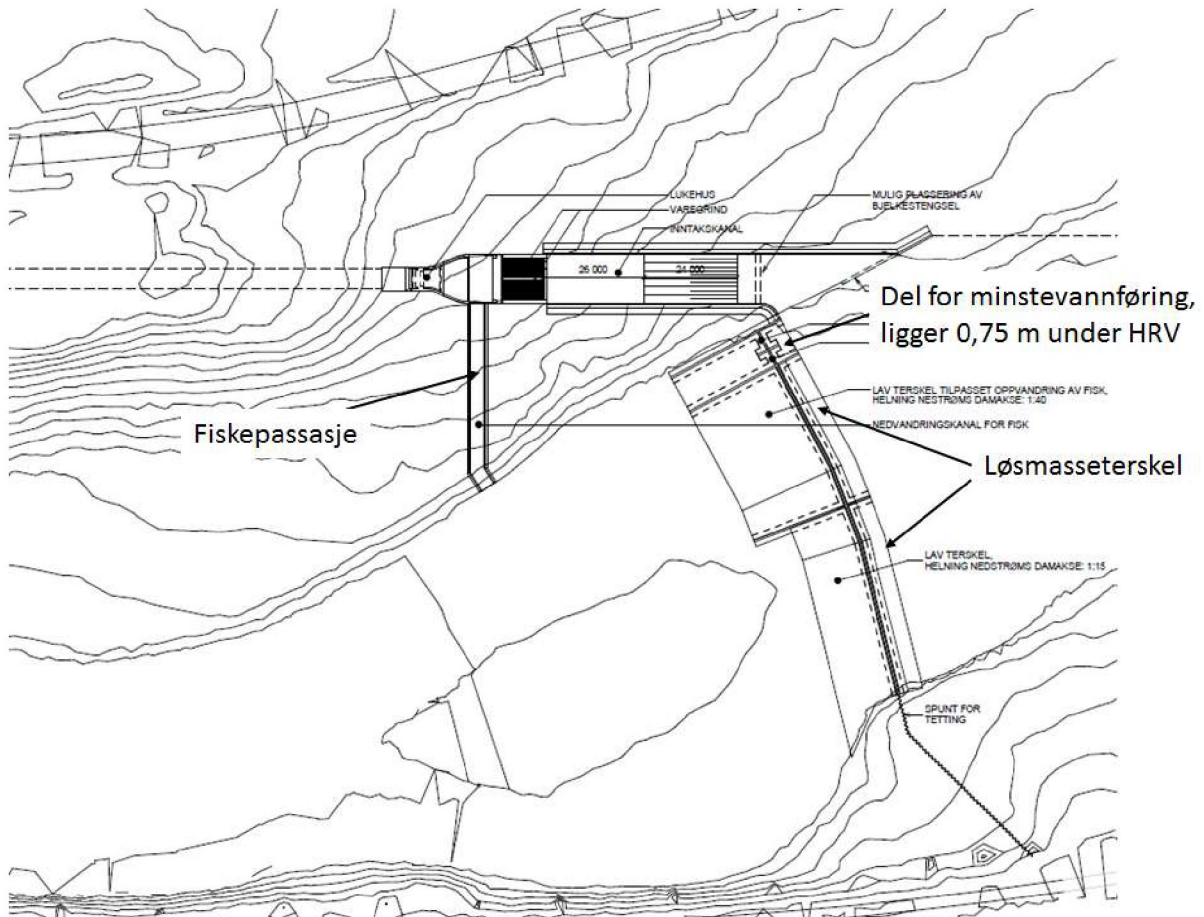 LUKEHUS
VAREGRIND
INNTAKSKANAL
MULIG PLASSERING AV
BJELKESTENGSEL
26 000
24 000
Del for minstevannføring,
ligger 0,75 m under HRV
LAV TERSKEL TILPASSET OPPVANDRING AV FISK,
HELNING NESTRØMS DAMAKSE: 1:40
Fiskepassasje
NEDVANDRINGSKANAL FOR FISK
Løsmasseterskel
LAV TERSKEL,
HELNING NEDSTRØMS DAMAKSE: 1:15
SPUNT FOR
TETTING